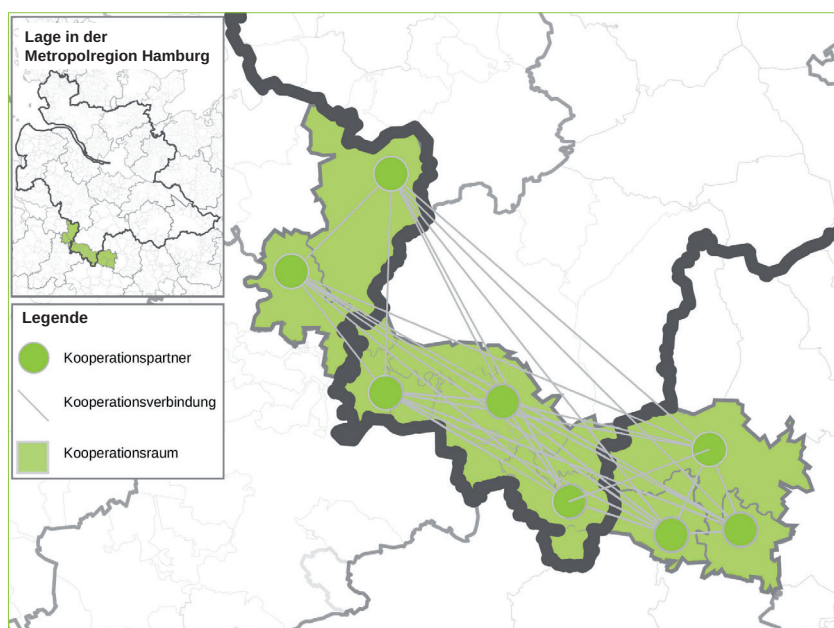 Lage in der
Metropolregion Hamburg
Legende
Kooperationspartner
Kooperationsverbindung
Kooperationsraum